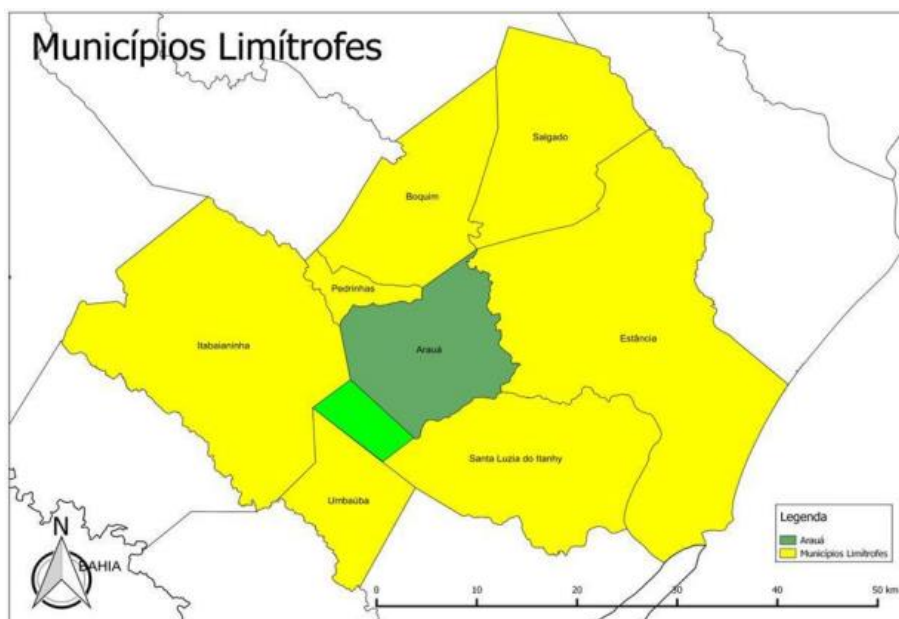 Municípios Limítrofes
Salgado
Boquim
Pedrinhas
Itabaianinha
Arauá
Estância
Santa Luzia do Itanhy
Umbaúba
Legenda
Arauá
Municípios Limítrofes
N
BAHIA
0 10 20 30 40 50 km